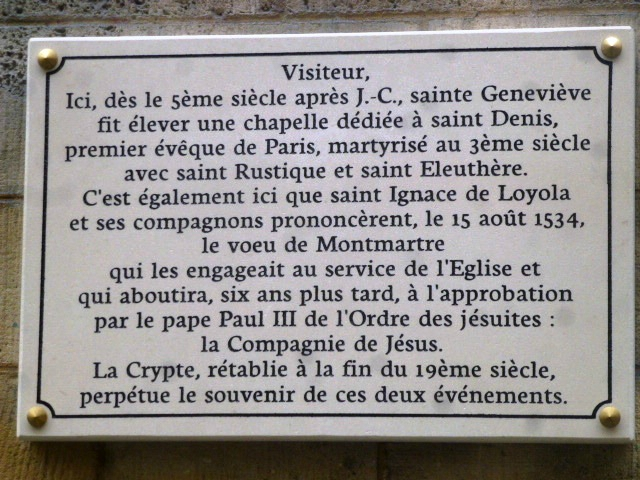 Visiteur,
Ici, dès le 5ème siècle après J.-C., sainte Geneviève
fit élever une chapelle dédiée à saint Denis,
premier évêque de Paris, martyrisé au 3ème siècle
avec saint Rustique et saint Eleuthère.
C'est également ici que saint Ignace de Loyola
et ses compagnons prononcèrent, le 15 août 1534,
le voeu de Montmartre
qui les engageait au service de l'Eglise et
qui aboutira, six ans plus tard, à l'approbation
par le pape Paul III de l'Ordre des jésuites :
la Compagnie de Jésus.
La Crypte, rétablie à la fin du 19ème siècle,
perpétue le souvenir de ces deux événements.